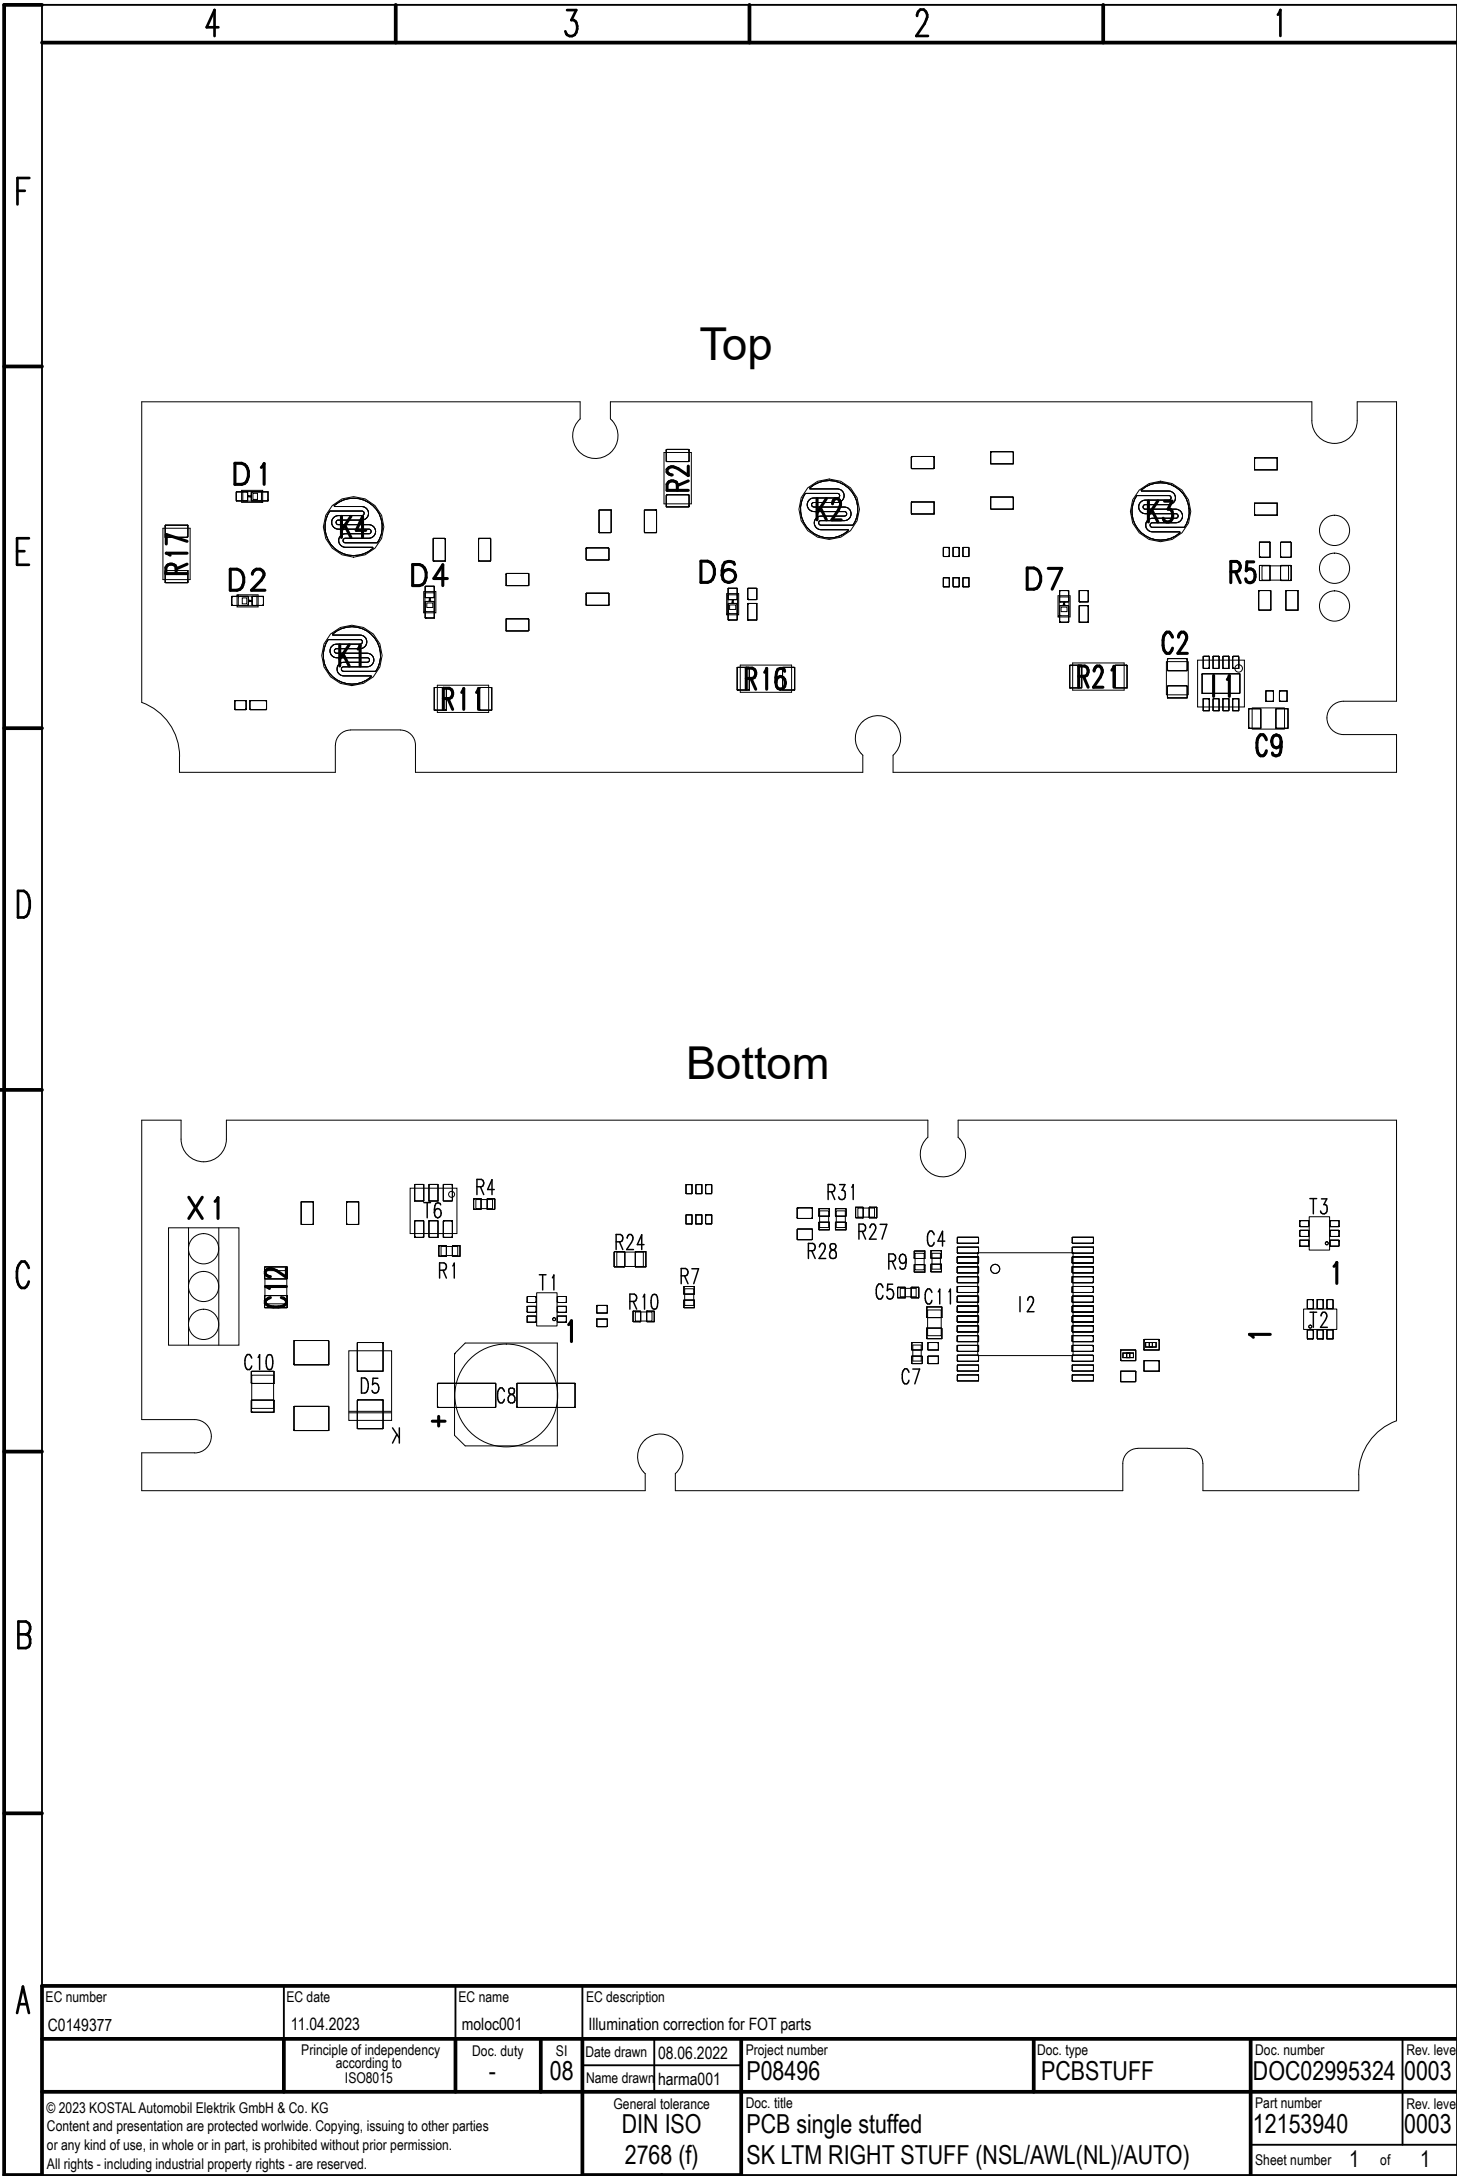 4 3 2 1
F
Top
E
D1
R2
K4
K2
K3
R17
D2
D4
D6
D7
R5
K1
C2
R11
R16
R21
I1
C9
D
Bottom
C
X1
T6
R4
R31
T3
R1
R24
R28
R27
C4
R9
C12
T1
R7
C5
C11
I2
1
R10
1
T2
1
C10
D5
C8
C7
+
K
B
A
EC number EC date EC name EC description
C0149377 11.04.2023 moloc001 Illumination correction for FOT parts
Principle of independency
according to
ISO8015
Doc. duty
-
SI
08
Date drawn 08.06.2022
Name drawn harma001
Project number
P08496
Doc. type
PCBSTUFF
Doc. number
DOC02995324
Rev. leve
0003
© 2023 KOSTAL Automobil Elektrik GmbH & Co. KG
Content and presentation are protected worlwide. Copying, issuing to other parties
or any kind of use, in whole or in part, is prohibited without prior permission.
All rights - including industrial property rights - are reserved.
General tolerance
DIN ISO
2768 (f)
Doc. title
PCB single stuffed
SK LTM RIGHT STUFF (NSL/AWL(NL)/AUTO)
Part number
12153940
Rev. leve
0003
Sheet number 1 of 1